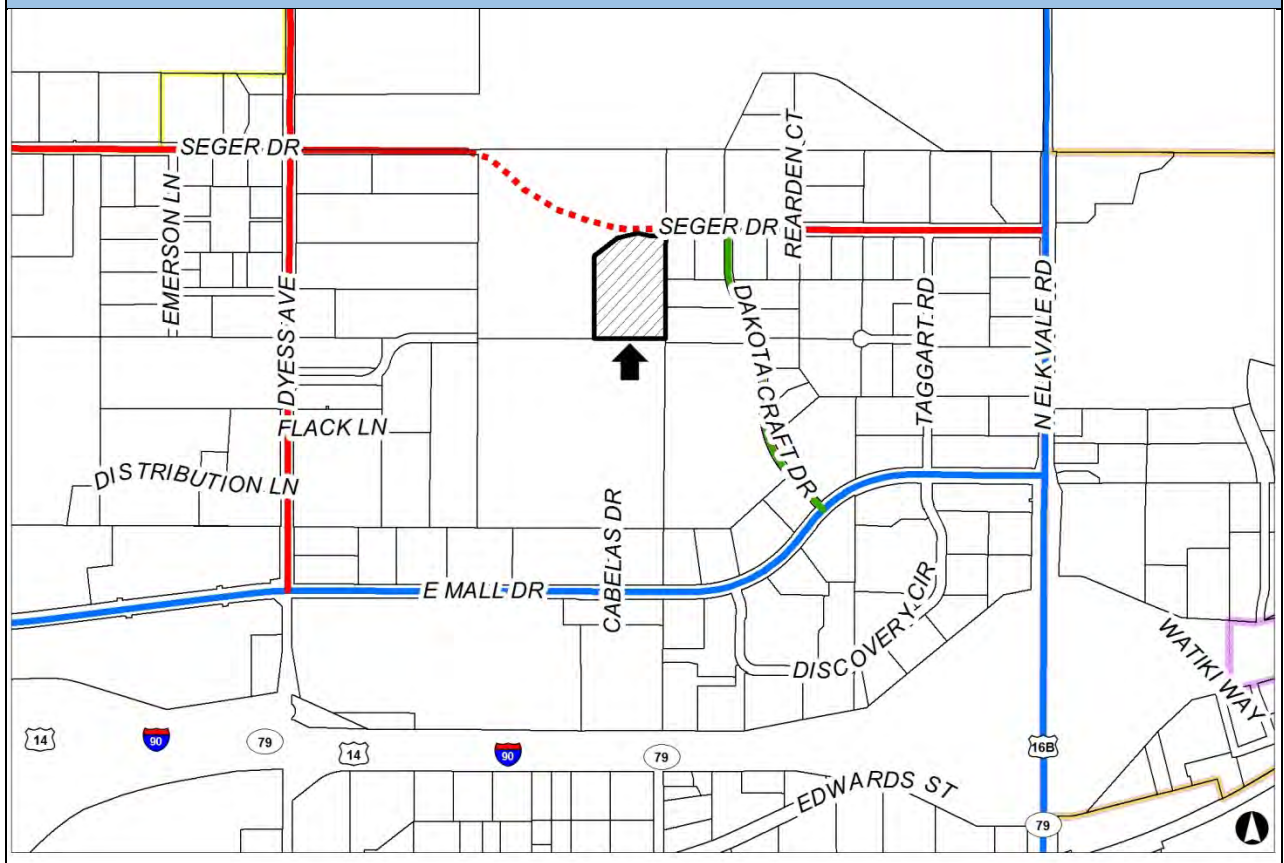 SEGER DR
EMERSON LN
DYESS AVE
REARDEN CT
SEGER DR
DAKOTA CRAFT DR
TAGGART RD
N ELK VALE RD
FLACK LN
DISTRIBUTION LN
CABELAS DR
E MALL DR
DISCOVERY CIR
WATIKI WAY
14
90
79
14
90
79
16B
EDWARDS ST
79